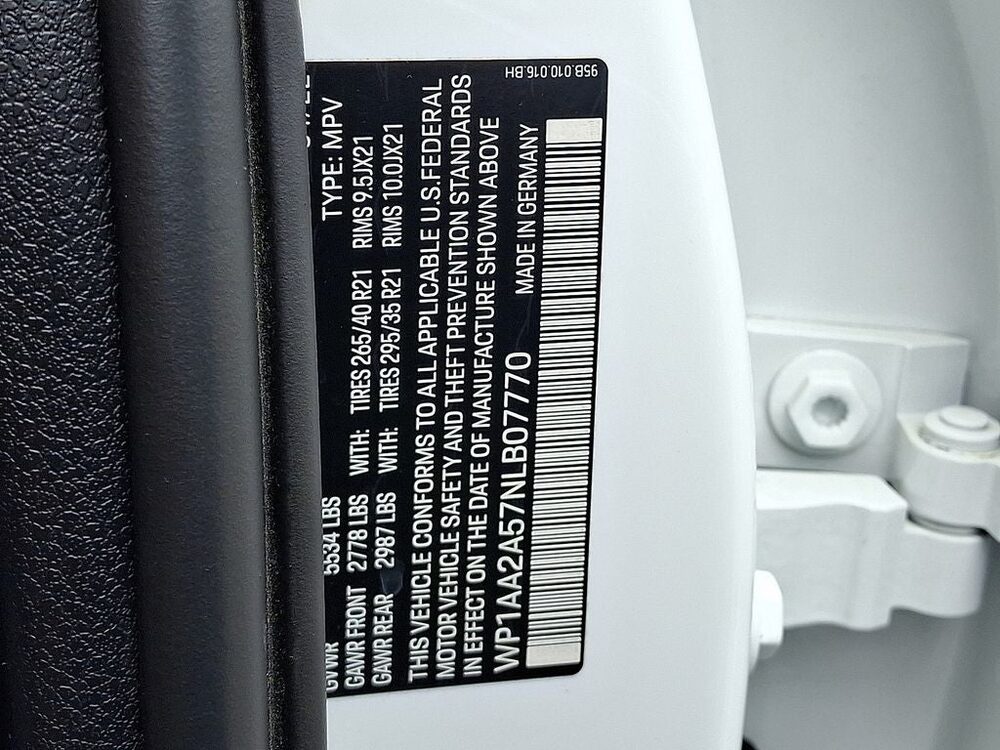 GVWR 5534 LBS
TYPE: MPV
GAWR FRONT 2778 LBS WITH: TIRES 265/40 R21 RIMS 9.5JX21
GAWR REAR 2987 LBS WITH: TIRES 295/35 R21 RIMS 10.0JX21
THIS VEHICLE CONFORMS TO ALL APPLICABLE U.S. FEDERAL
MOTOR VEHICLE SAFETY AND THEFT PREVENTION STANDARDS
IN EFFECT ON THE DATE OF MANUFACTURE SHOWN ABOVE
WP1AA2A57NLB07770 MADE IN GERMANY
95B.010.016.BH